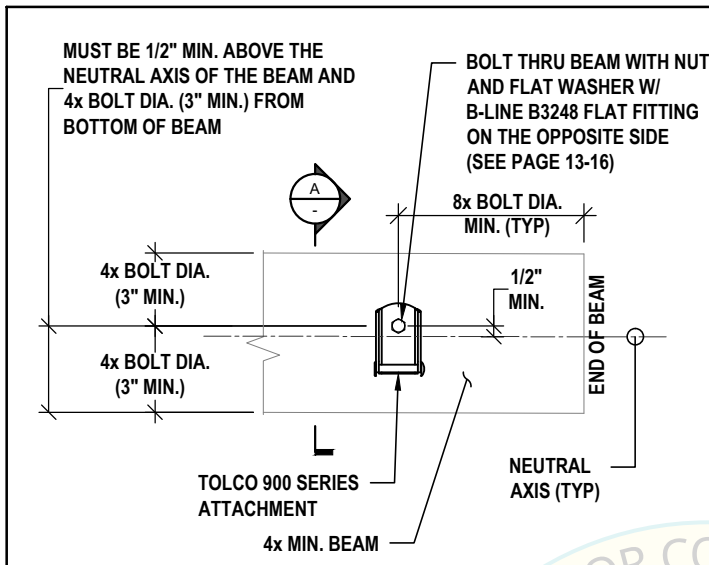 MUST BE 1/2" MIN. ABOVE THE
NEUTRAL AXIS OF THE BEAM AND
4x BOLT DIA. (3" MIN.) FROM
BOTTOM OF BEAM
BOLT THRU BEAM WITH NUT
AND FLAT WASHER W/
B-LINE B3248 FLAT FITTING
ON THE OPPOSITE SIDE
(SEE PAGE 13-16)
A
-
8x BOLT DIA.
MIN. (TYP)
4x BOLT DIA.
(3" MIN.)
1/2"
MIN.
4x BOLT DIA.
(3" MIN.)
END OF BEAM
TOLCO 900 SERIES
ATTACHMENT
NEUTRAL
AXIS (TYP)
4x MIN. BEAM